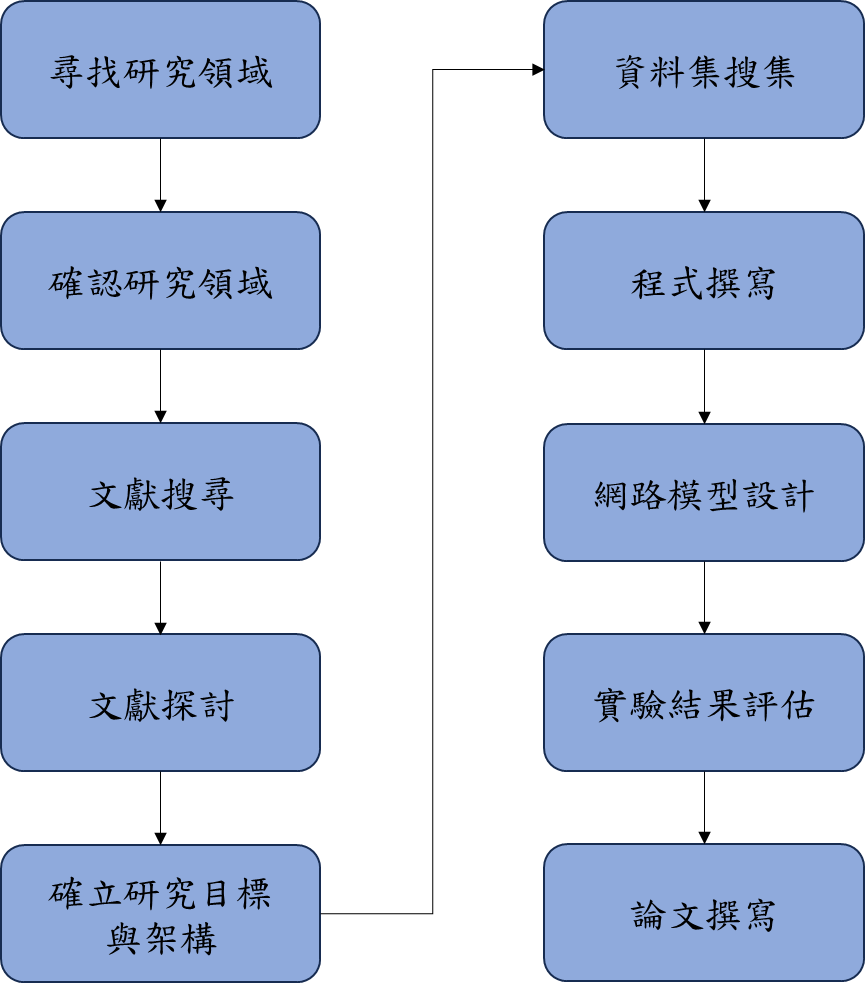 尋找研究領域
確認研究領域
文獻搜尋
文獻探討
確立研究目標
與架構
資料集搜集
程式撰寫
網路模型設計
實驗結果評估
論文撰寫